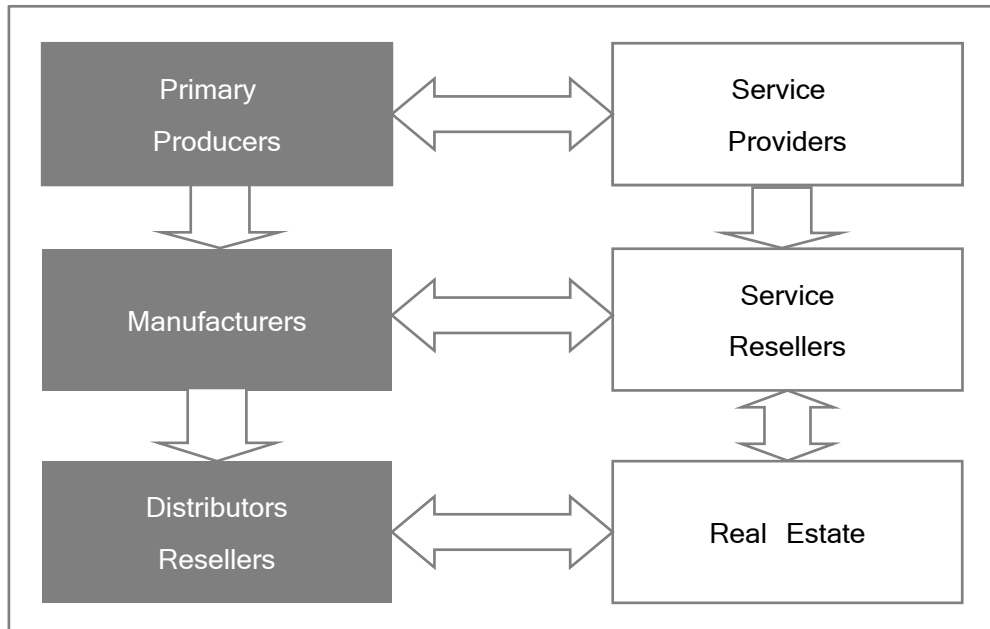 Primary
Producers
Service
Providers
Manufacturers
Service
Resellers
Distributors
Resellers
Real Estate